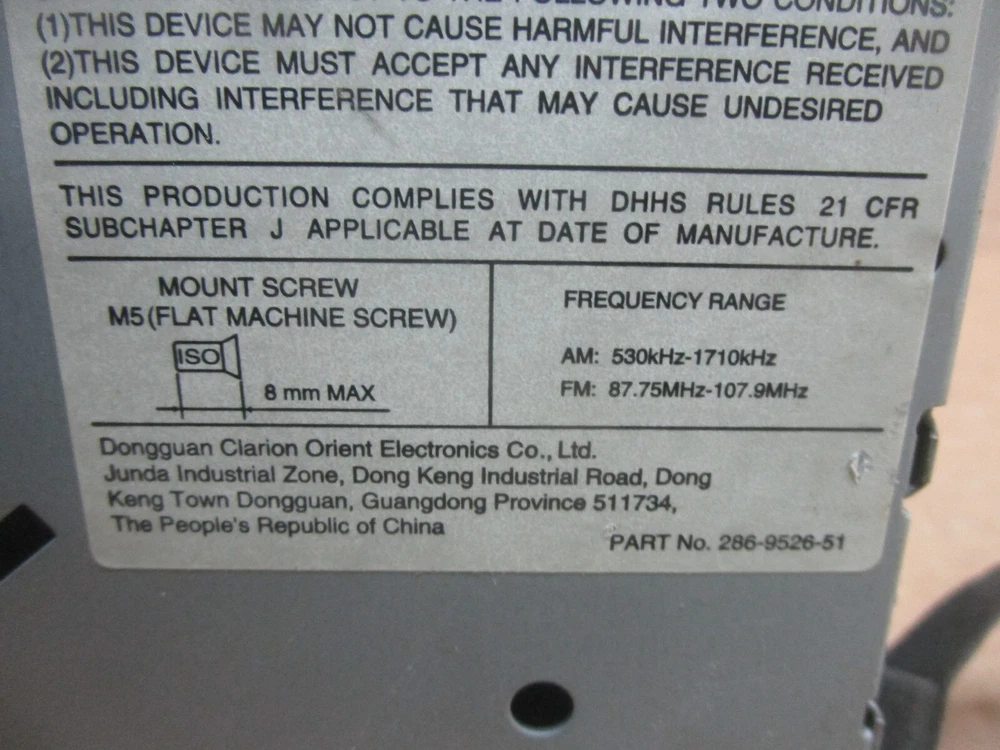 THE FOLLOWING TWO CONDITIONS:
(1)THIS DEVICE MAY NOT CAUSE HARMFUL INTERFERENCE, AND
(2)THIS DEVICE MUST ACCEPT ANY INTERFERENCE RECEIVED
INCLUDING INTERFERENCE THAT MAY CAUSE UNDESIRED
OPERATION.
THIS PRODUCTION COMPLIES WITH DHHS RULES 21 CFR
SUBCHAPTER J APPLICABLE AT DATE OF MANUFACTURE.
MOUNT SCREW
M5(FLAT MACHINE SCREW)
ISO
8 mm MAX
FREQUENCY RANGE
AM: 530kHz-1710kHz
FM: 87.75MHz-107.9MHz
Dongguan Clarion Orient Electronics Co., Ltd.
Junda Industrial Zone, Dong Keng Industrial Road, Dong
Keng Town Dongguan, Guangdong Province 511734,
The People's Republic of China
PART No. 286-9526-51